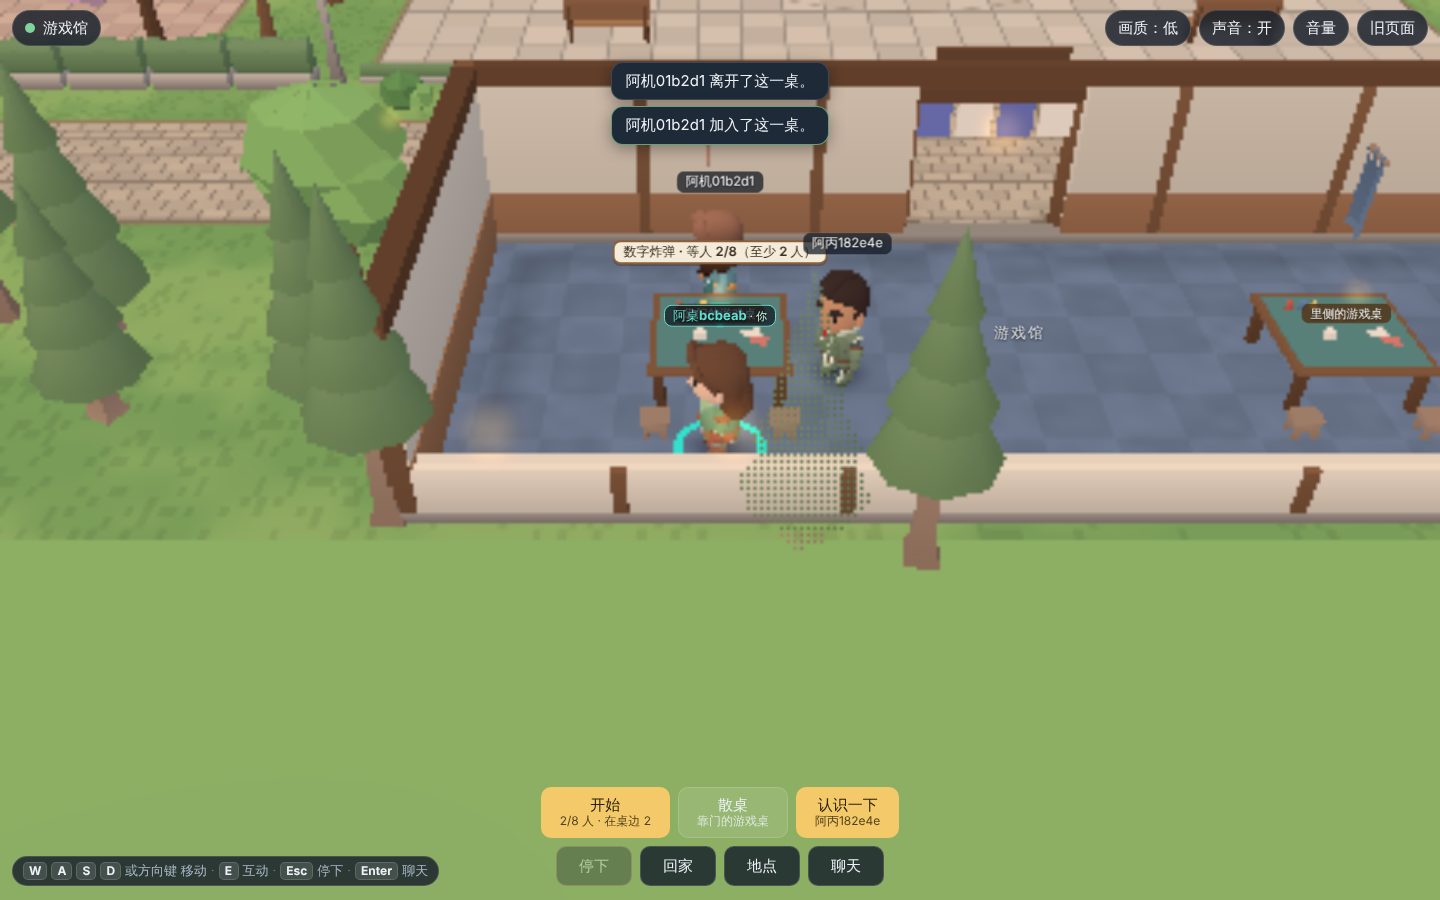 游戏馆
画质：低
声音：开
音量
旧页面
阿机01b2d1 离开了这一桌。
阿机01b2d1 加入了这一桌。
阿机01b2d1
阿丙182e4e
数字炸弹 · 等人 2/8（至少 2 人）
阿桌bcbeab · 你
里侧的游戏桌
游戏馆
开始
2/8 人 · 在桌边 2
散桌
靠门的游戏桌
认识一下
阿丙182e4e
停下
回家
地点
聊天
W A S D 或方向键 移动 · E 互动 · Esc 停下 · Enter 聊天